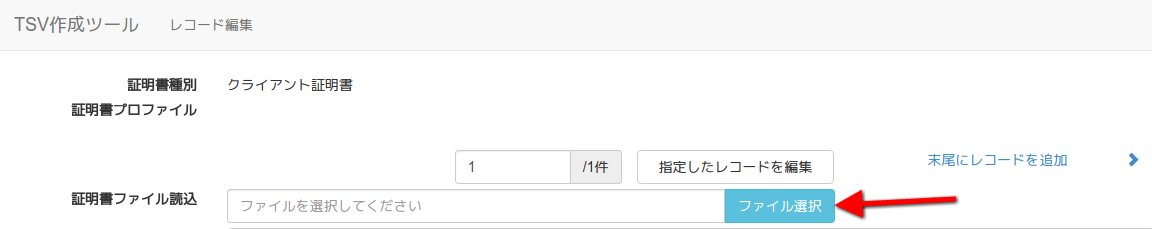 TSV作成ツール レコード編集
証明書種別 クライアント証明書
証明書プロファイル
1 /1件 指定したレコードを編集 末尾にレコードを追加
証明書ファイル読込 ファイルを選択してください ファイル選択